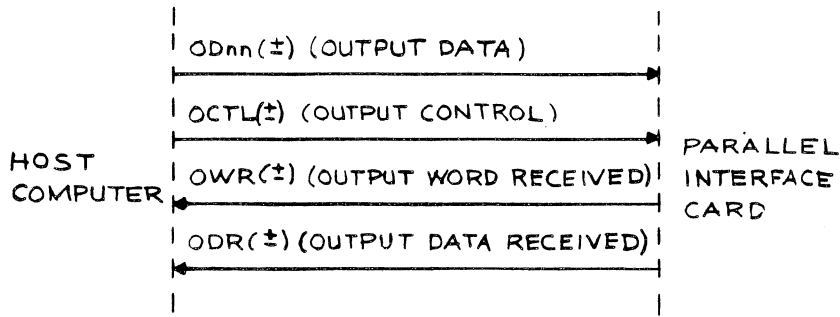 ODnn(±) (OUTPUT DATA)
OCTL(±) (OUTPUT CONTROL)
HOST
COMPUTER
OWR(±) (OUTPUT WORD RECEIVED)
ODR(±) (OUTPUT DATA RECEIVED)
PARALLEL
INTERFACE
CARD